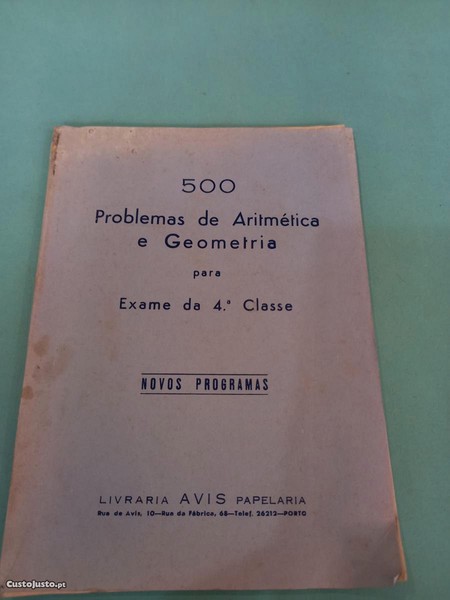 500
Problemas de Aritmética
e Geometria
para
Exame da 4.ª Classe
NOVOS PROGRAMAS
LIVRARIA AVIS PAPELARIA
Rua de Avis, 10—Rua da Fábrica, 68—Telef. 26212—PORTO
CustoJusto.pt